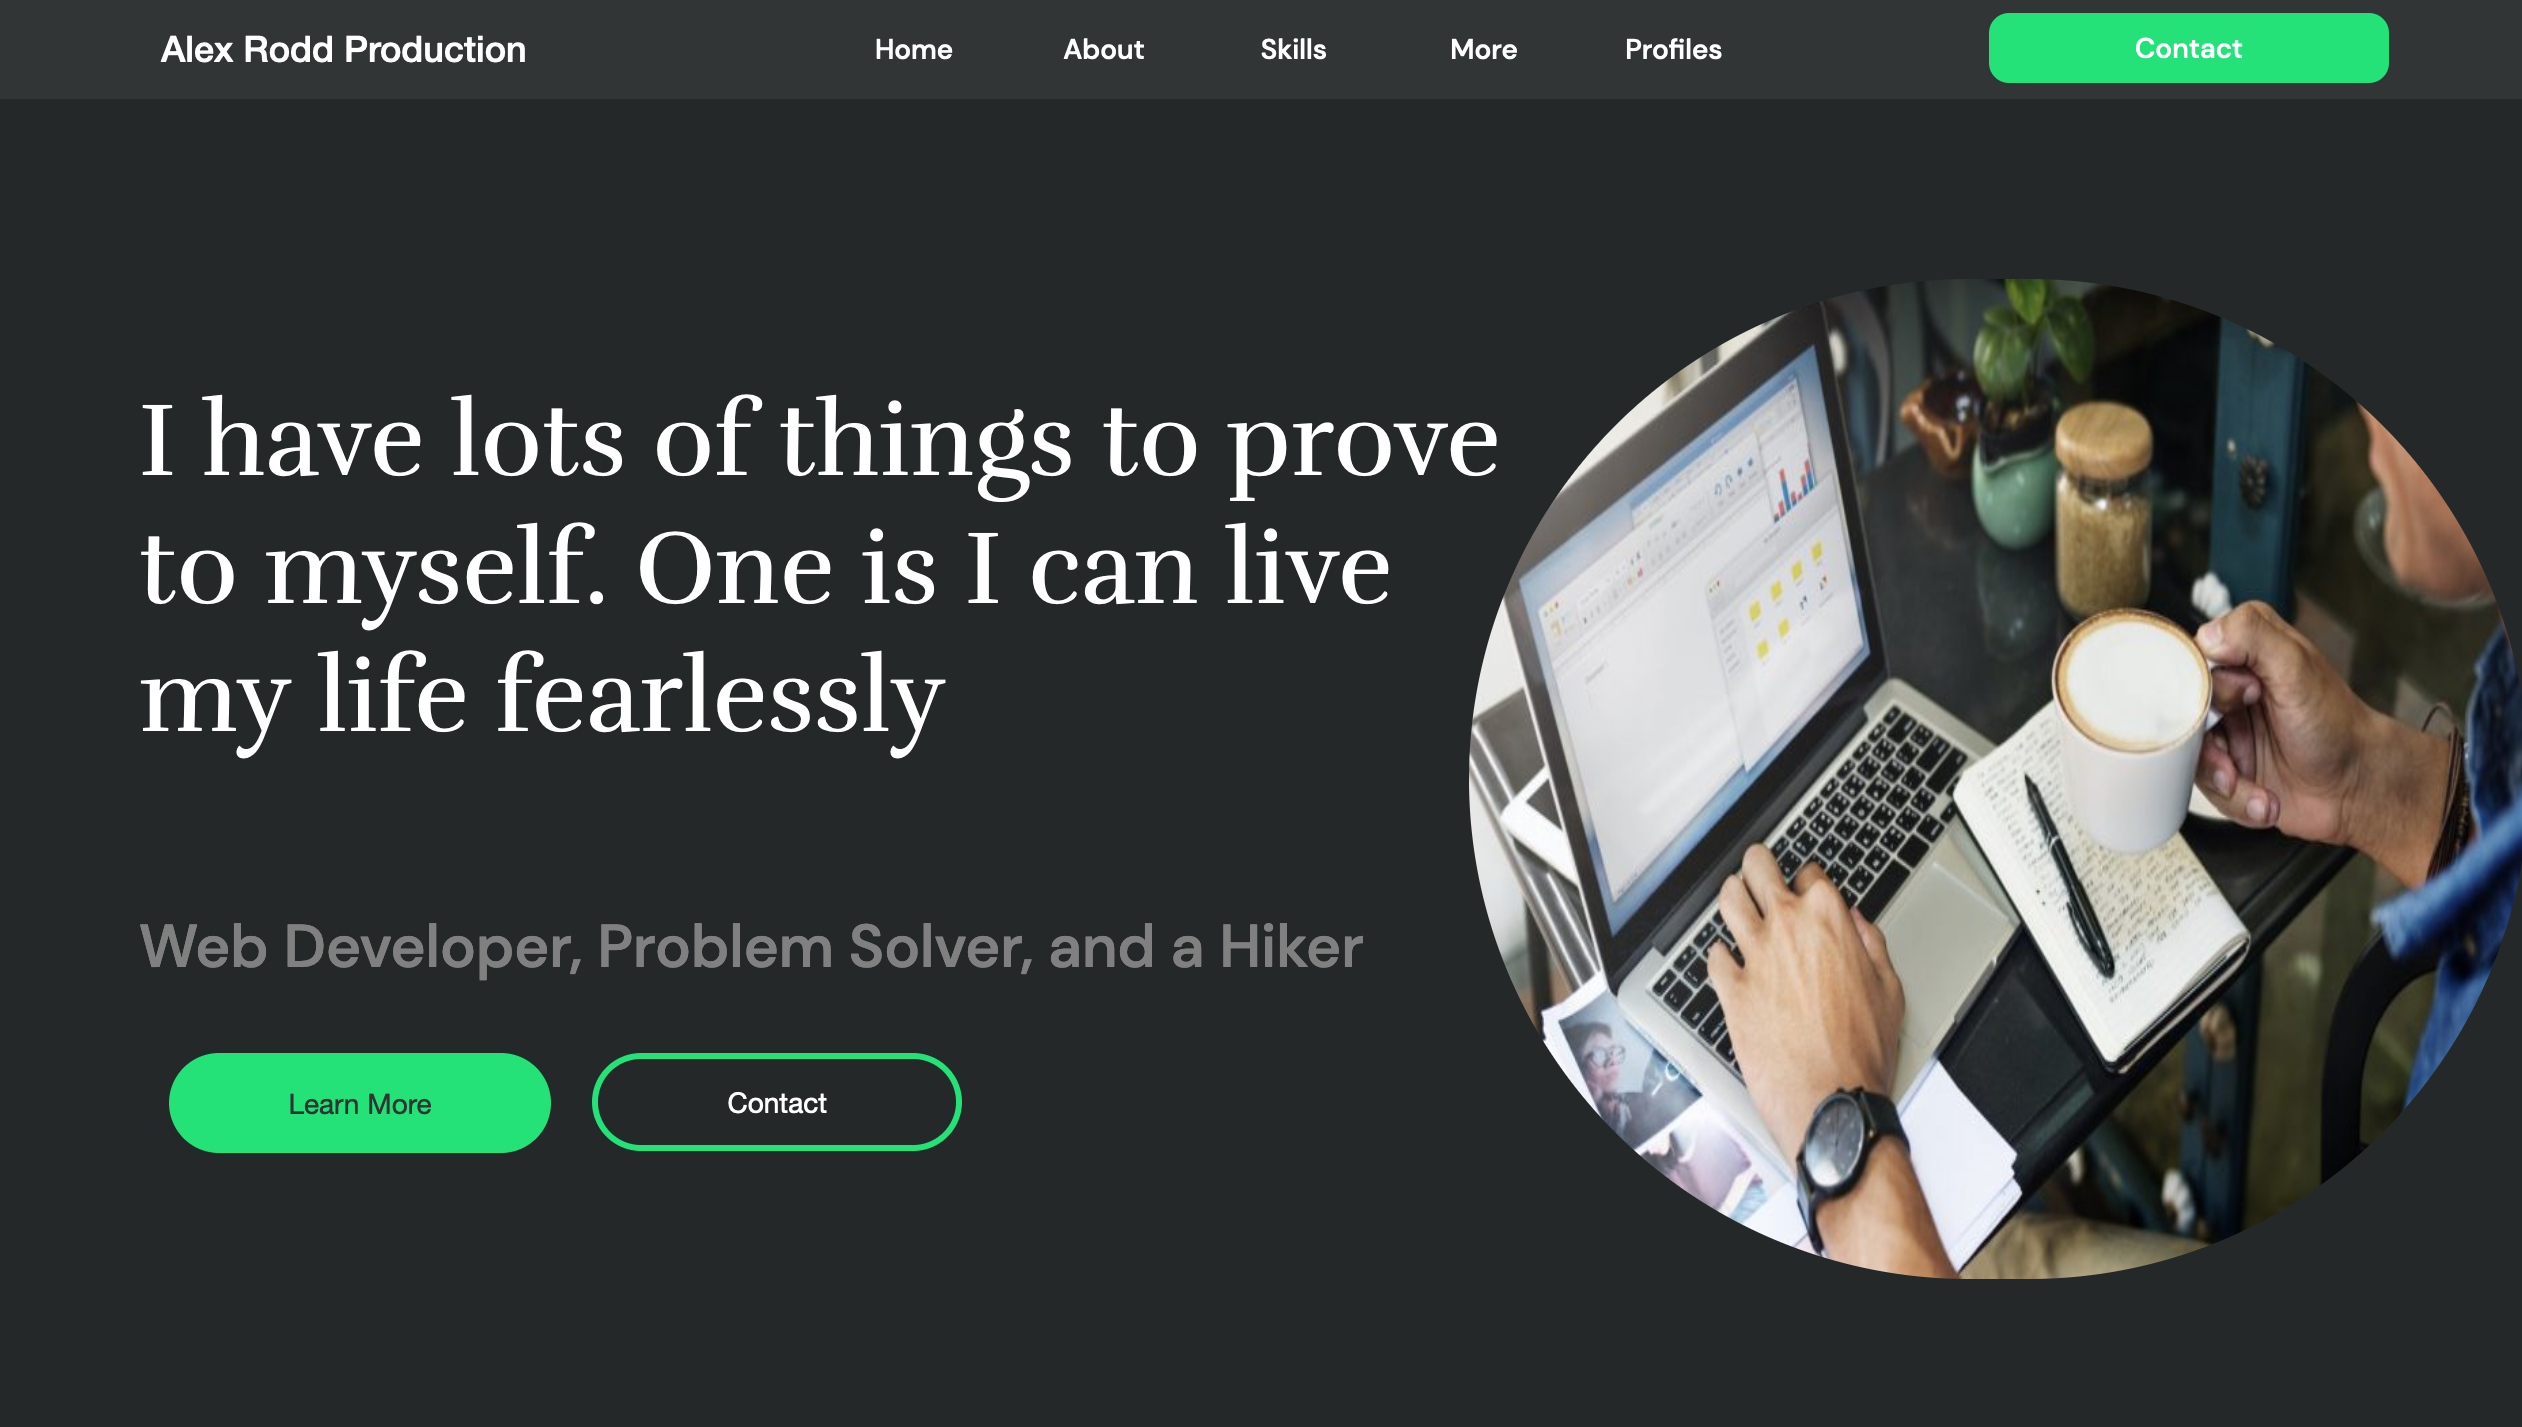 Alex Rodd Production
Home
About
Skills
More
Profiles
Contact
I have lots of things to prove
to myself. One is I can live
my life fearlessly
Web Developer, Problem Solver, and a Hiker
Learn More
Contact